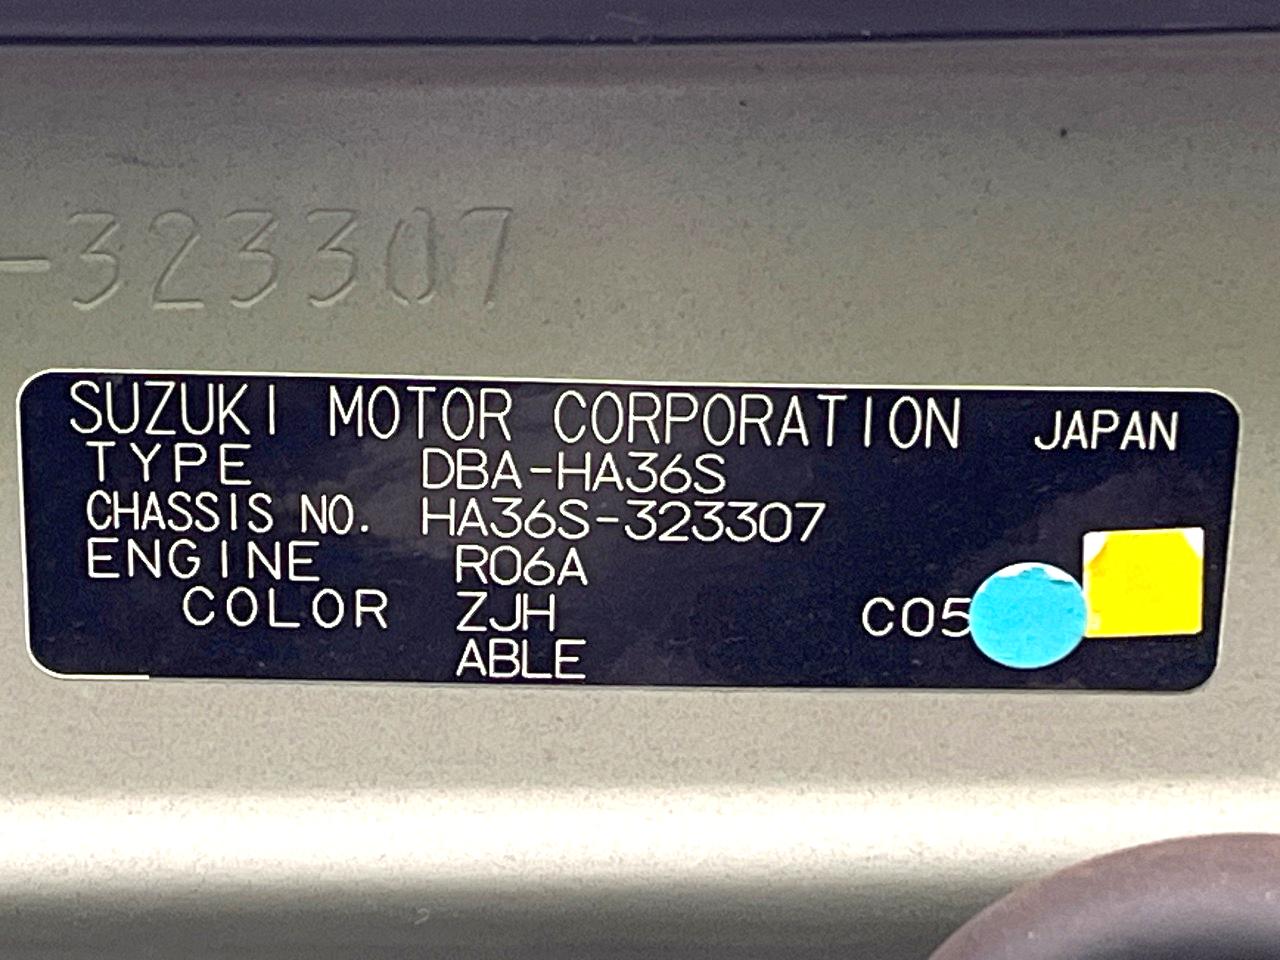 -323307
SUZUKI MOTOR CORPORATION JAPAN
TYPE DBA-HA36S
CHASSIS NO. HA36S-323307
ENGINE R06A
COLOR ZJH C05
ABLE